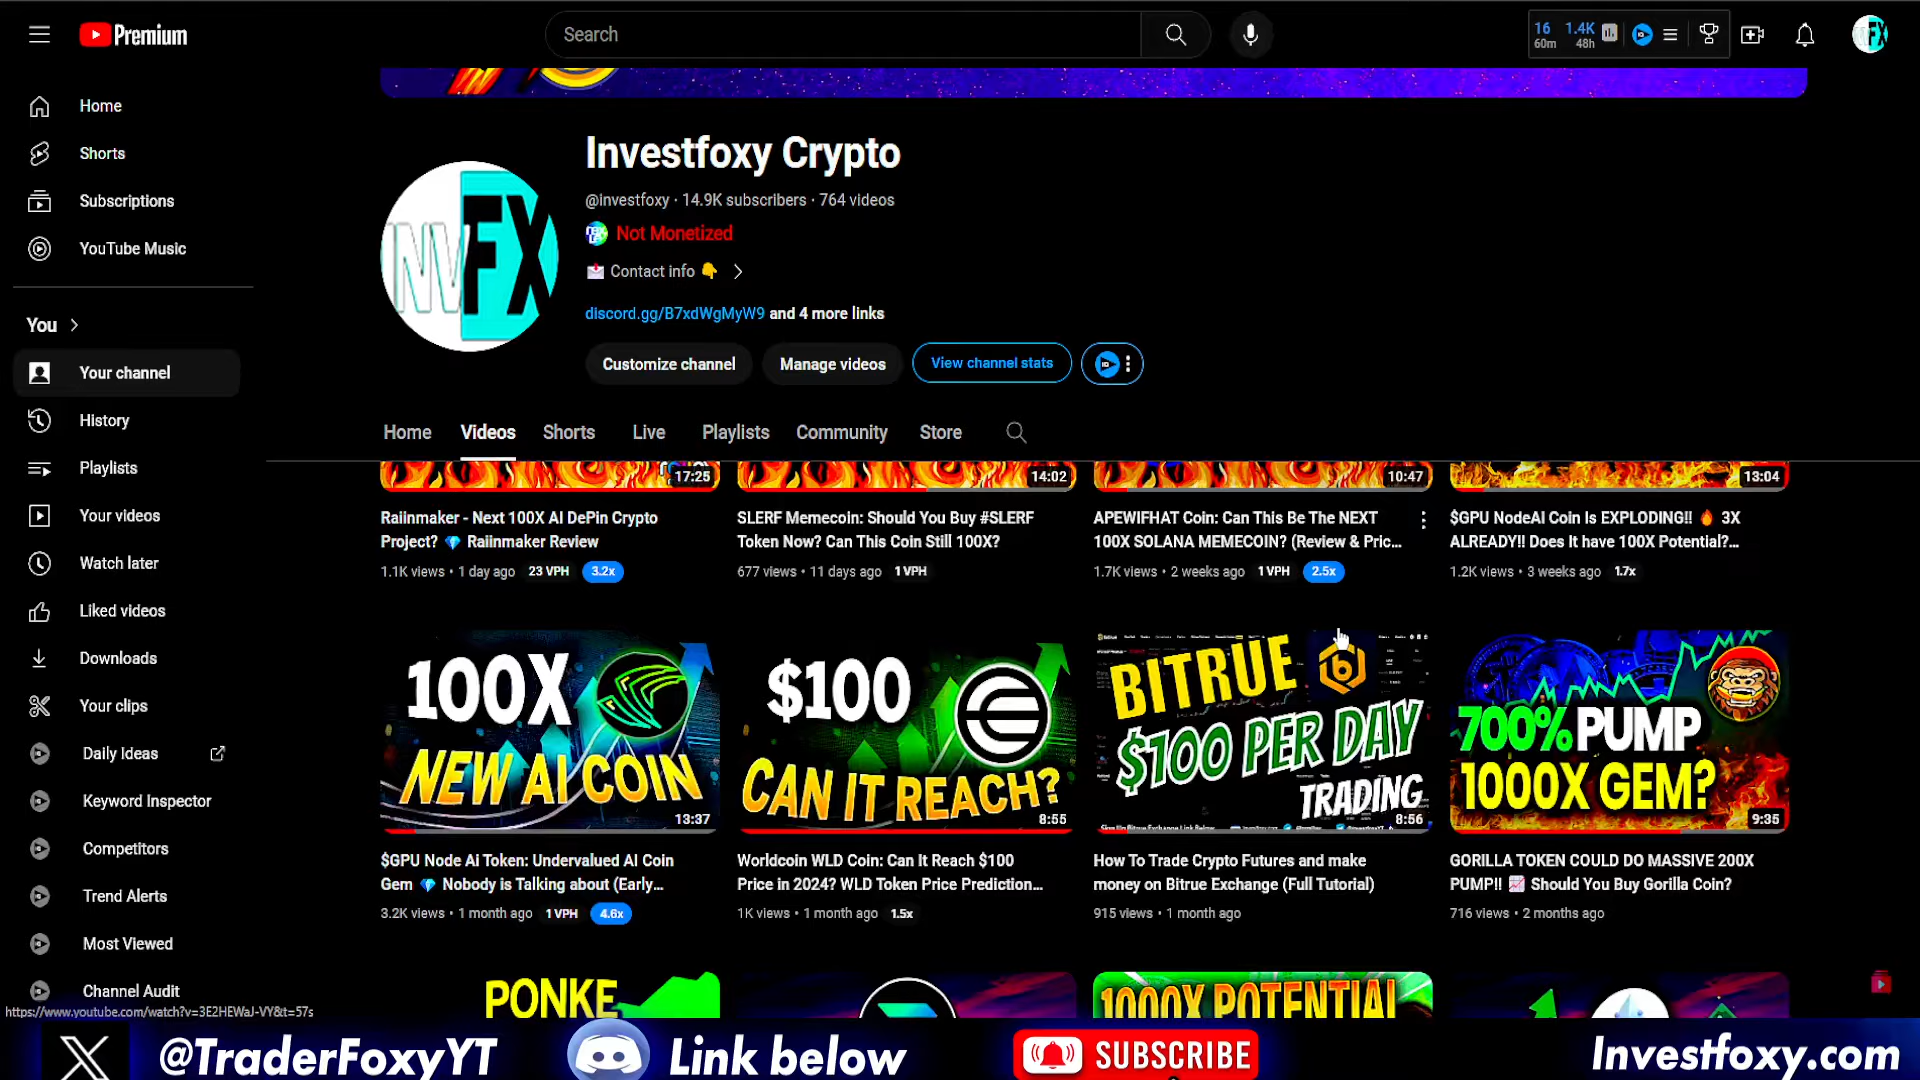 Premium
Search
16 1.4K
60m 48h
Home
Shorts
Subscriptions
YouTube Music
You
Your channel
History
Playlists
Your videos
Watch later
Liked videos
Downloads
Your clips
Daily Ideas
Keyword Inspector
Competitors
Trend Alerts
Most Viewed
Channel Audit
https://www.youtube.com/watch?v=3E2HEWaJ-VY&t=57s
INVFX
Investfoxy Crypto
@investfoxy · 14.9K subscribers · 764 videos
Not Monetized
📩 Contact info 👇
discord.gg/B7xdWgMyW9 and 4 more links
Customize channel Manage videos View channel stats
Home Videos Shorts Live Playlists Community Store
17:25 14:02 10:47 13:04
Raiinmaker - Next 100X AI DePin Crypto
Project? 💎 Raiinmaker Review
1.1K views • 1 day ago 23 VPH 3.2x
SLERF Memecoin: Should You Buy #SLERF
Token Now? Can This Coin Still 100X?
677 views • 11 days ago 1 VPH
APEWIFHAT Coin: Can This Be The NEXT
100X SOLANA MEMECOIN? (Review & Pric...
1.7K views • 2 weeks ago 1 VPH 2.5x
$GPU NodeAI Coin Is EXPLODING!! 🔥 3X
ALREADY!! Does It have 100X Potential?...
1.2K views • 3 weeks ago 1.7x
100X
NEW AI COIN
13:37
$GPU Node Ai Token: Undervalued AI Coin
Gem 💎 Nobody is Talking about (Early...
3.2K views • 1 month ago 1 VPH 4.6x
$100
CAN IT REACH?
8:55
Worldcoin WLD Coin: Can It Reach $100
Price in 2024? WLD Token Price Prediction...
1K views • 1 month ago 1.5x
BITRUE
$100 PER DAY
TRADING
8:56
How To Trade Crypto Futures and make
money on Bitrue Exchange (Full Tutorial)
915 views • 1 month ago
700% PUMP
1000X GEM?
9:35
GORILLA TOKEN COULD DO MASSIVE 200X
PUMP!! 📈 Should You Buy Gorilla Coin?
716 views • 2 months ago
PONKE
1000X POTENTIAL
@TraderFoxyYT
Link below
SUBSCRIBE
Investfoxy.com